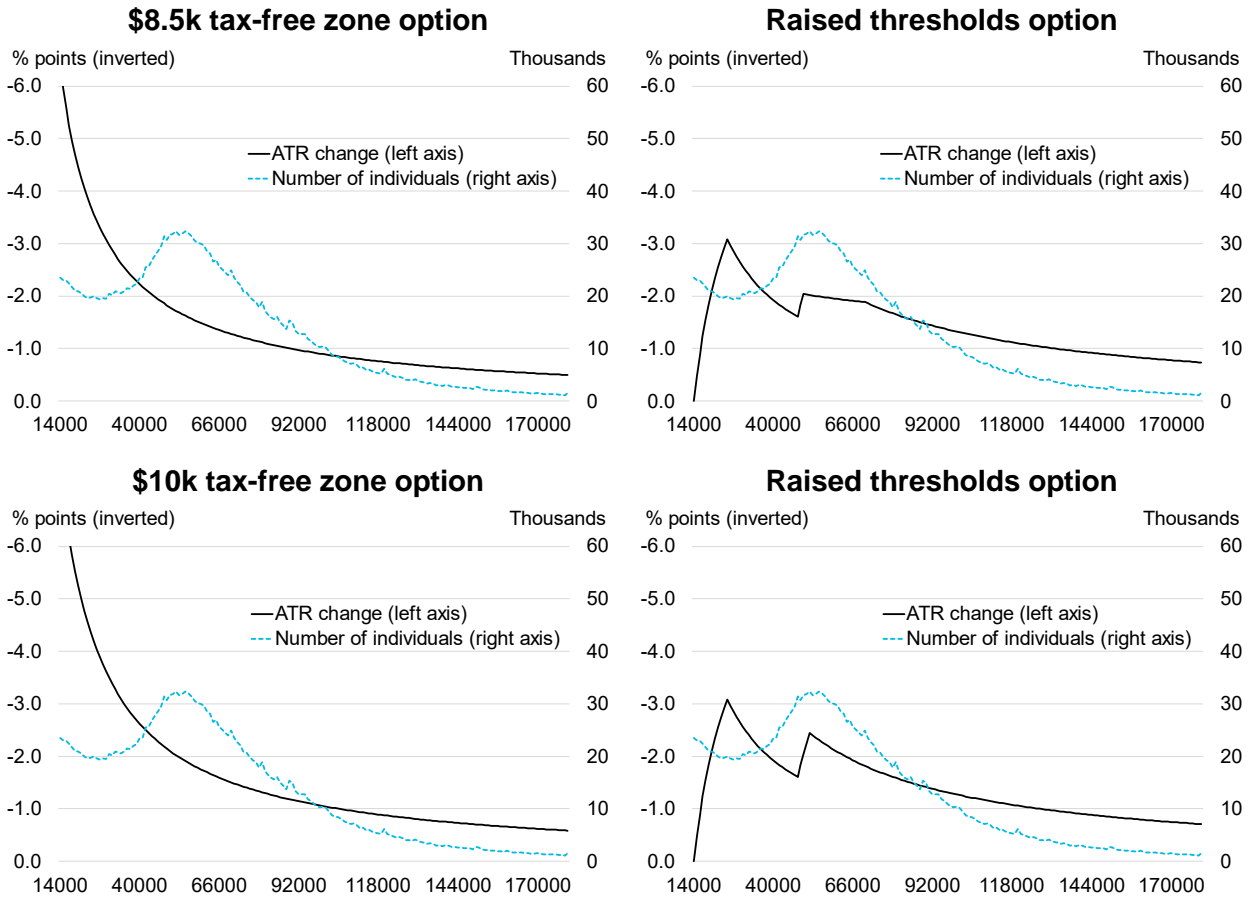 $8.5k tax-free zone option
% points (inverted)
Thousands
-6.0
-5.0
-4.0
-3.0
-2.0
-1.0
0.0
60
50
40
30
20
10
0
ATR change (left axis)
Number of individuals (right axis)
14000 40000 66000 92000 118000 144000 170000
Raised thresholds option
% points (inverted)
Thousands
-6.0
-5.0
-4.0
-3.0
-2.0
-1.0
0.0
60
50
40
30
20
10
0
ATR change (left axis)
Number of individuals (right axis)
14000 40000 66000 92000 118000 144000 170000
$10k tax-free zone option
% points (inverted)
Thousands
-6.0
-5.0
-4.0
-3.0
-2.0
-1.0
0.0
60
50
40
30
20
10
0
ATR change (left axis)
Number of individuals (right axis)
14000 40000 66000 92000 118000 144000 170000
Raised thresholds option
% points (inverted)
Thousands
-6.0
-5.0
-4.0
-3.0
-2.0
-1.0
0.0
60
50
40
30
20
10
0
ATR change (left axis)
Number of individuals (right axis)
14000 40000 66000 92000 118000 144000 170000